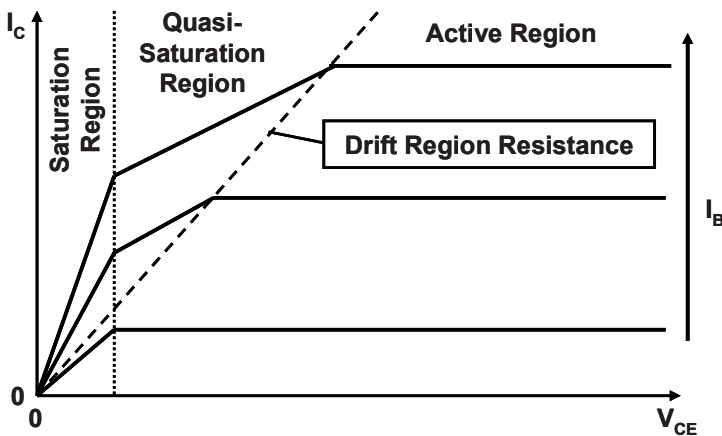 I_C
Quasi-
Saturation
Region
Active Region
Saturation
Region
Drift Region Resistance
I_B
0
0
V_CE